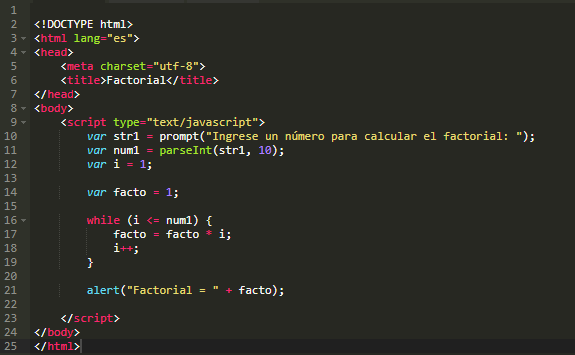 1
2 <!DOCTYPE html>
3 <html lang="es">
4 <head>
5     <meta charset="utf-8">
6     <title>Factorial</title>
7 </head>
8 <body>
9     <script type="text/javascript">
10         var str1 = prompt("Ingrese un número para calcular el factorial: ");
11         var num1 = parseInt(str1, 10);
12         var i = 1;
13
14         var facto = 1;
15
16         while (i <= num1) {
17             facto = facto * i;
18             i++;
19         }
20
21         alert("Factorial = " + facto);
22
23     </script>
24 </body>
25 </html>